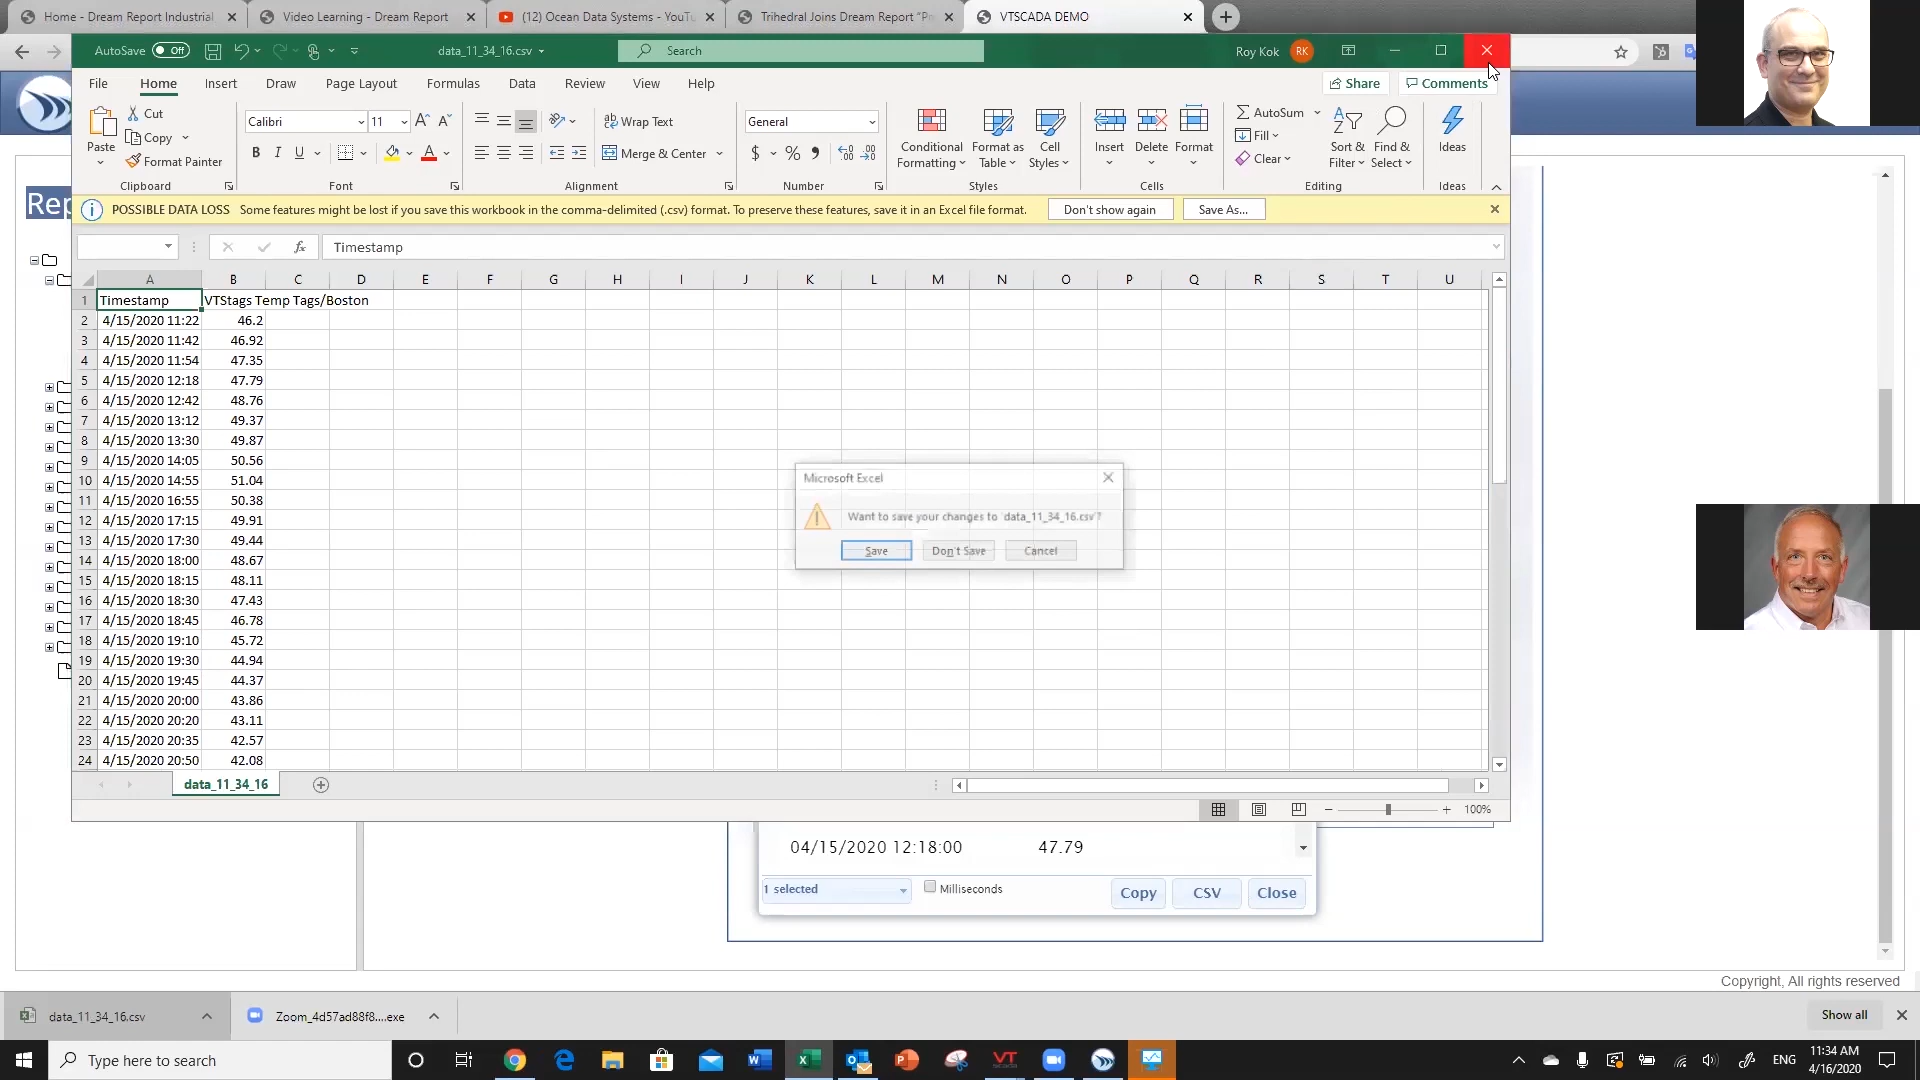 Home - Dream Report Industrial
Video Learning - Dream Report
(12) Ocean Data Systems - YouTu
Trihedral Joins Dream Report "Pr
VTSCADA DEMO
AutoSave Off
data_11_34_16.csv
Search
Roy Kok
RK
File Home Insert Draw Page Layout Formulas Data Review View Help
Share
Comments
Paste
Cut
Copy
Format Painter
Calibri
11
B I U
Wrap Text
Merge & Center
General
$ % ,
Conditional Formatting
Format as Table
Cell Styles
Insert
Delete
Format
AutoSum
Fill
Clear
Sort & Filter
Find & Select
Ideas
Clipboard
Font
Alignment
Number
Styles
Cells
Editing
Ideas
Rep
POSSIBLE DATA LOSS Some features might be lost if you save this workbook in the comma-delimited (.csv) format. To preserve these features, save it in an Excel file format.
Don't show again
Save As...
fx
Timestamp
A B C D E F G H I J K L M N O P Q R S T U
1 Timestamp VTStags Temp Tags/Boston
2 4/15/2020 11:22 46.2
3 4/15/2020 11:42 46.92
4 4/15/2020 11:54 47.35
5 4/15/2020 12:18 47.79
6 4/15/2020 12:42 48.76
7 4/15/2020 13:12 49.37
8 4/15/2020 13:30 49.87
9 4/15/2020 14:05 50.56
10 4/15/2020 14:55 51.04
11 4/15/2020 16:55 50.38
12 4/15/2020 17:15 49.91
13 4/15/2020 17:30 49.44
14 4/15/2020 18:00 48.67
15 4/15/2020 18:15 48.11
16 4/15/2020 18:30 47.43
17 4/15/2020 18:45 46.78
18 4/15/2020 19:10 45.72
19 4/15/2020 19:30 44.94
20 4/15/2020 19:45 44.37
21 4/15/2020 20:00 43.86
22 4/15/2020 20:20 43.11
23 4/15/2020 20:35 42.57
24 4/15/2020 20:50 42.08
Microsoft Excel
Want to save your changes to 'data_11_34_16.csv'?
Save
Don't Save
Cancel
data_11_34_16
100%
04/15/2020 12:18:00 47.79
1 selected
Milliseconds
Copy
CSV
Close
Copyright, All rights reserved
data_11_34_16.csv
Zoom_4d57ad88f8....exe
Show all
Type here to search
VT
ENG
11:34 AM
4/16/2020